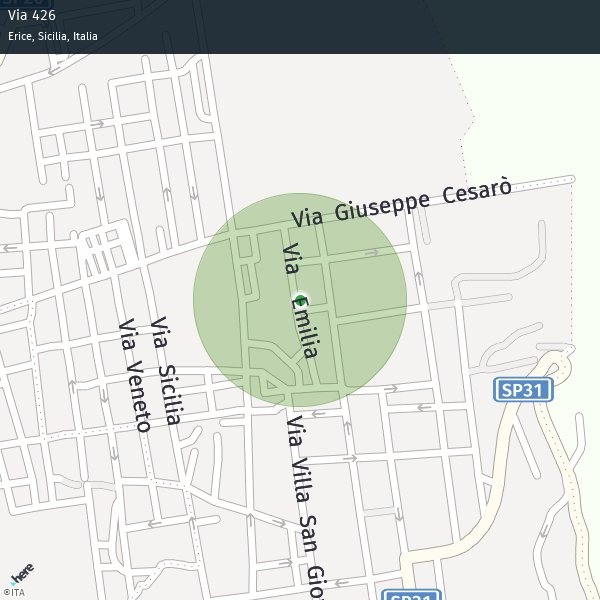 Via 426
Erice, Sicilia, Italia
Via Giuseppe Cesarò
Via Emilia
Via Sicilia
Via Veneto
SP31
Via Villa San Gio
here
©ITA